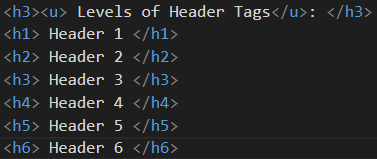 <h3><u> Levels of Header Tags</u>: </h3>
<h1> Header 1 </h1>
<h2> Header 2 </h2>
<h3> Header 3 </h3>
<h4> Header 4 </h4>
<h5> Header 5 </h5>
<h6> Header 6 </h6>